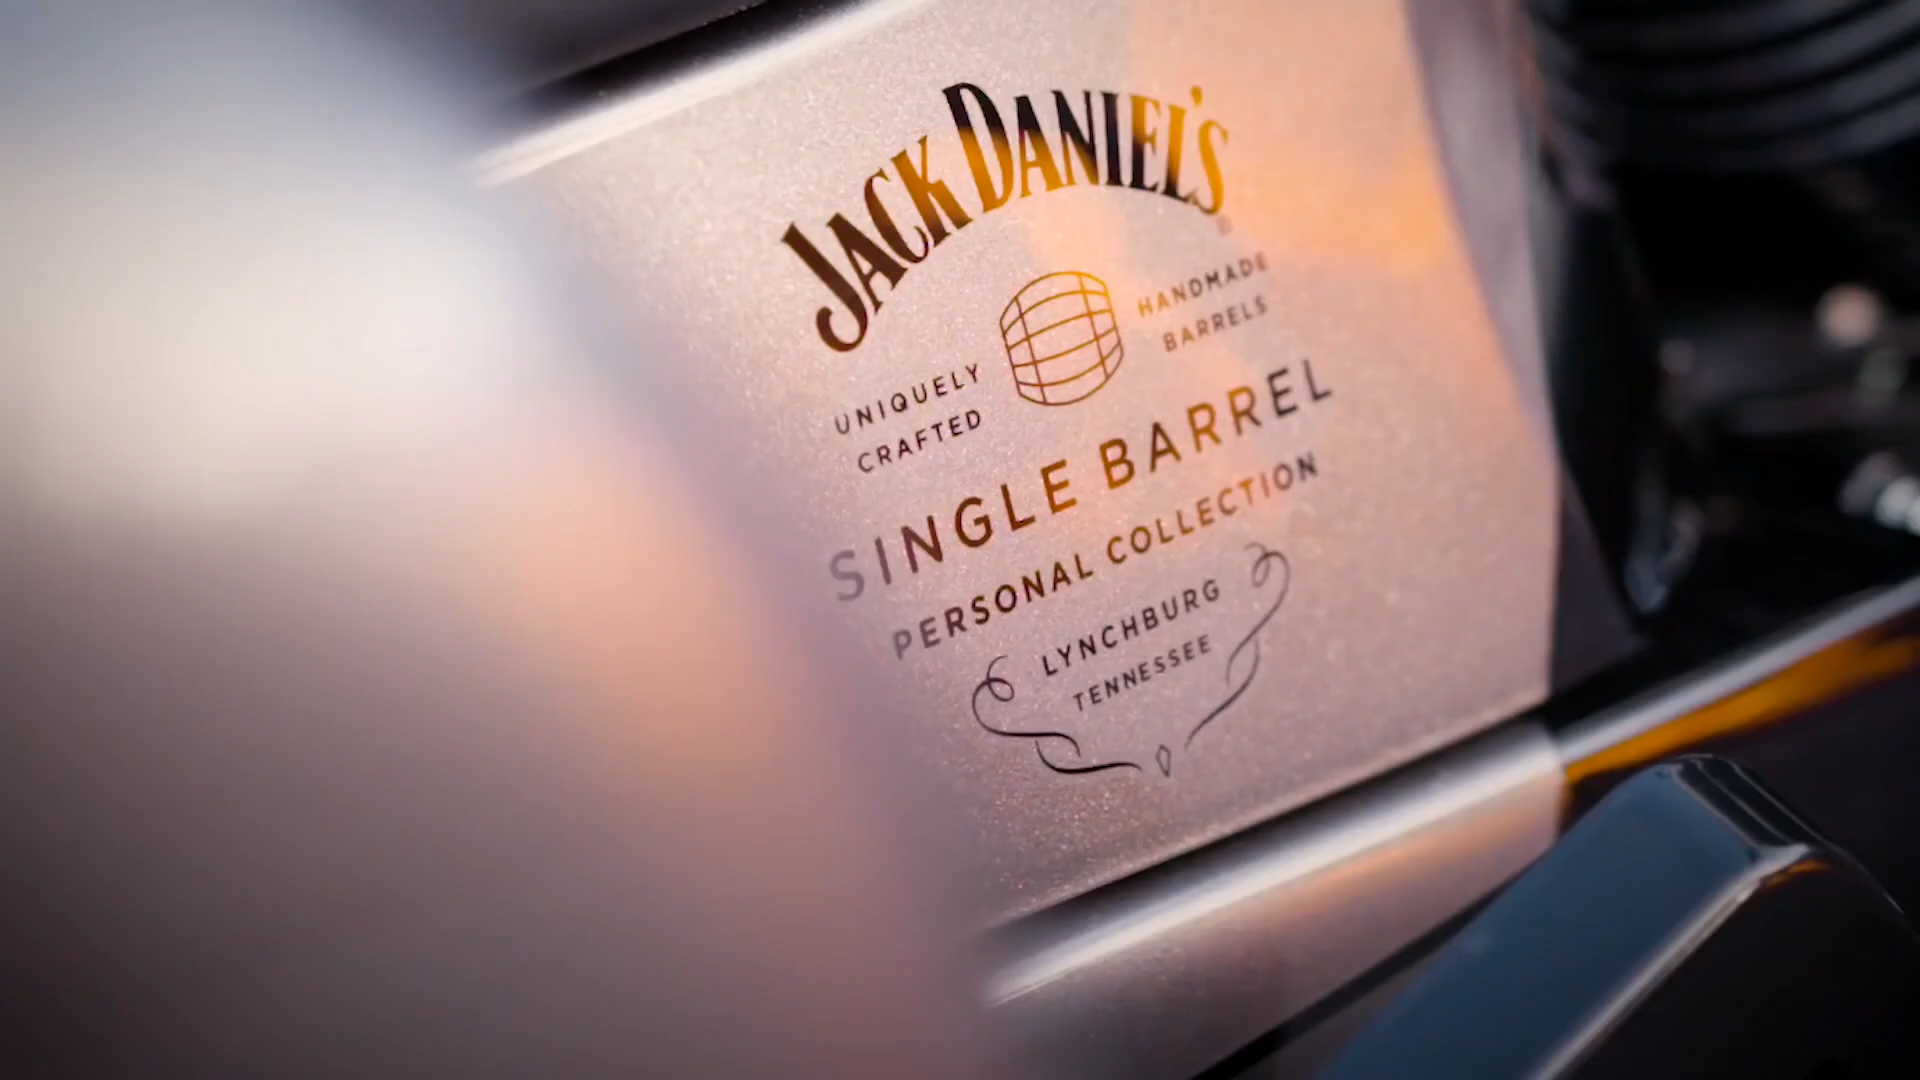 JACK DANIEL'S®
UNIQUELY
CRAFTED
HANDMADE
BARRELS
SINGLE BARREL
PERSONAL COLLECTION
LYNCHBURG
TENNESSEE